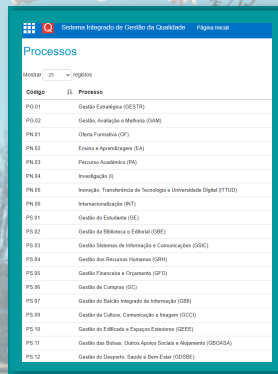 Q Sistema Integrado de Gestão da Qualidade Página Inicial
Processos
Mostrar 25 registos
Código Processo
PG.01 Gestão Estratégica (GESTR)
PG.02 Gestão, Avaliação e Melhoria (GAM)
PN.01 Oferta Formativa (OF)
PN.02 Ensino e Aprendizagem (EA)
PN.03 Percurso Académico (PA)
PN.04 Investigação (I)
PN.05 Inovação, Transferência de Tecnologia e Universidade Digital (ITTUD)
PN.06 Internacionalização (INT)
PS.01 Gestão do Estudante (GE)
PS.02 Gestão da Biblioteca e Editorial (GBE)
PS.03 Gestão Sistemas de Informação e Comunicações (GSIC)
PS.04 Gestão dos Recursos Humanos (GRH)
PS.05 Gestão Financeira e Orçamento (GFO)
PS.06 Gestão de Compras (GC)
PS.07 Gestão do Balcão Integrado de Informação (GBII)
PS.09 Gestão da Cultura, Comunicação e Imagem (GCCI)
PS.10 Gestão do Edificado e Espaços Exteriores (GEEE)
PS.11 Gestão das Bolsas, Outros Apoios Sociais e Alojamento (GBOASA)
PS.12 Gestão do Desporto, Saúde e Bem-Estar (GDSBE)